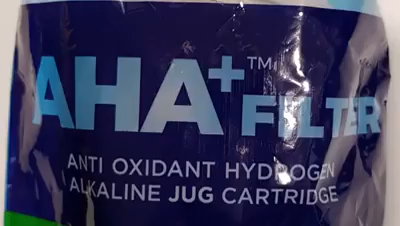 AHA+™ FILTER
ANTI OXIDANT HYDROGEN
ALKALINE JUG CARTRIDGE